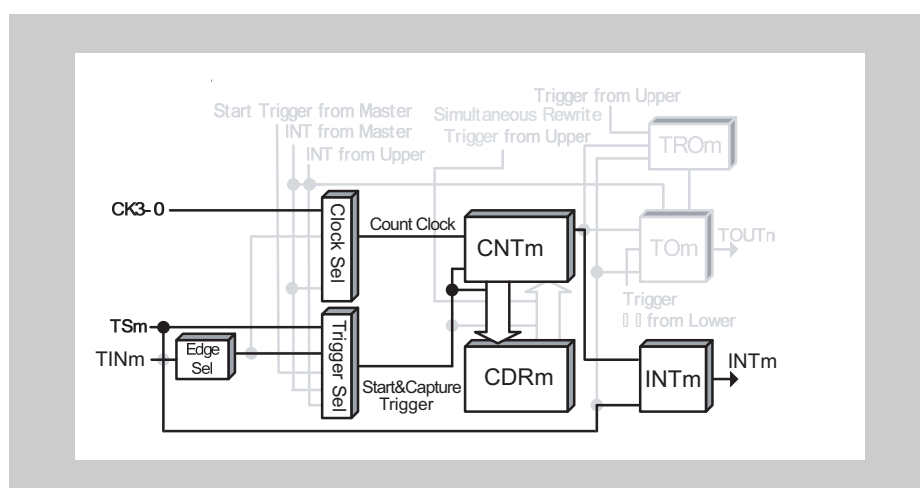 Trigger from Upper
Start Trigger from Master
Simultaneous Rewrite
INT from Master
Trigger from Upper
INT from Upper
TROm
CK3-0
Clock Sel
Count Clock
CNTm
TOm
TOUTn
Trigger
from Lower
TSm
TINm
Edge
Sel
Trigger Sel
Start&Capture
Trigger
CDRm
INTm
INTm